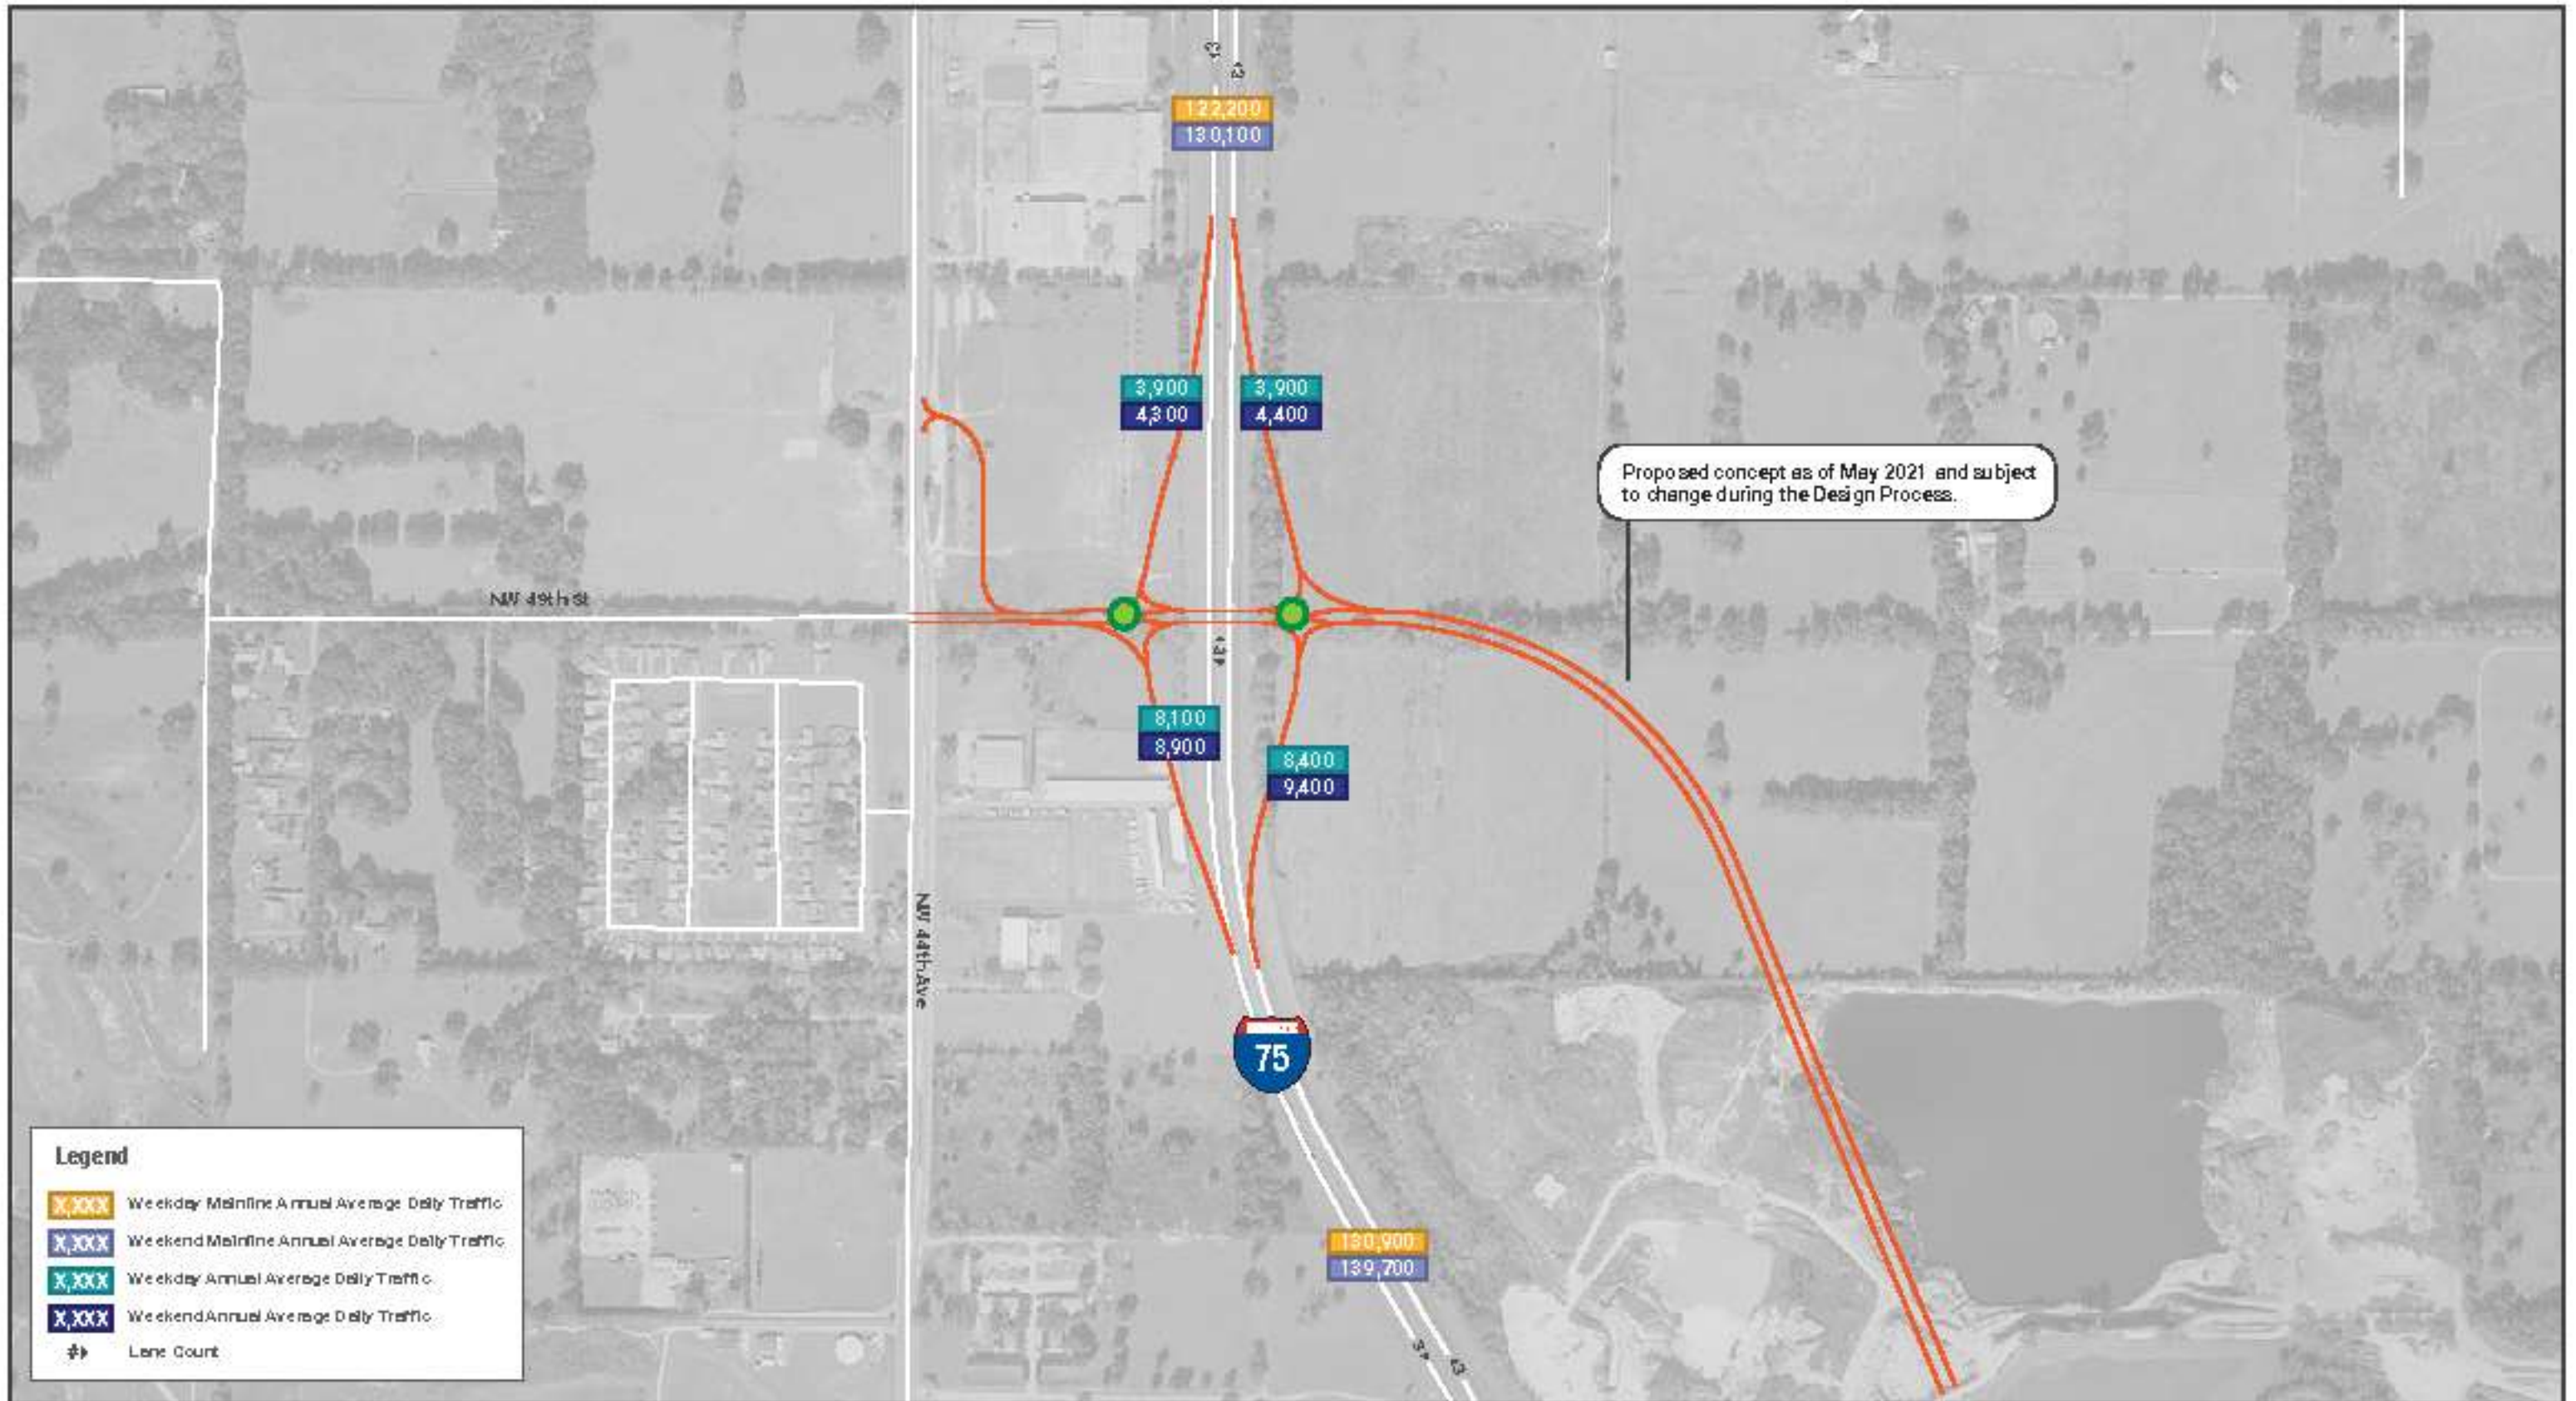 122,200
130,100
3,900
4,300
3,900
4,400
Proposed concept as of May 2021 and subject
to change during the Design Process.
NW 49th St
8,100
8,900
8,400
9,400
NW 44th Ave
75
130,900
139,700
Legend
X,XXX Weekday Mainline Annual Average Daily Traffic
X,XXX Weekend Mainline Annual Average Daily Traffic
X,XXX Weekday Annual Average Daily Traffic
X,XXX Weekend Annual Average Daily Traffic
# Lane Count